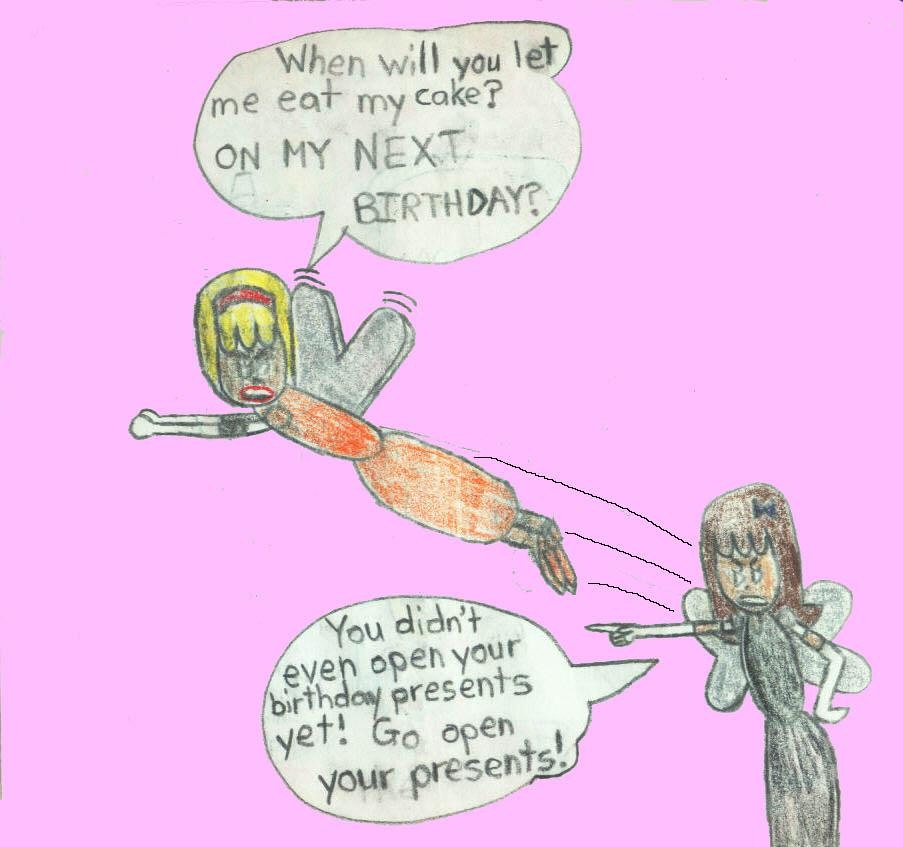 When will you let
me eat my cake?
ON MY NEXT
BIRTHDAY?
You didn't
even open your
birthday presents
yet! Go open
your presents!